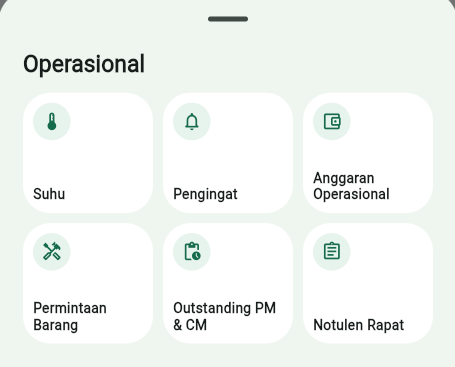 Operasional
Suhu
Pengingat
Anggaran
Operasional
Permintaan
Barang
Outstanding PM
& CM
Notulen Rapat